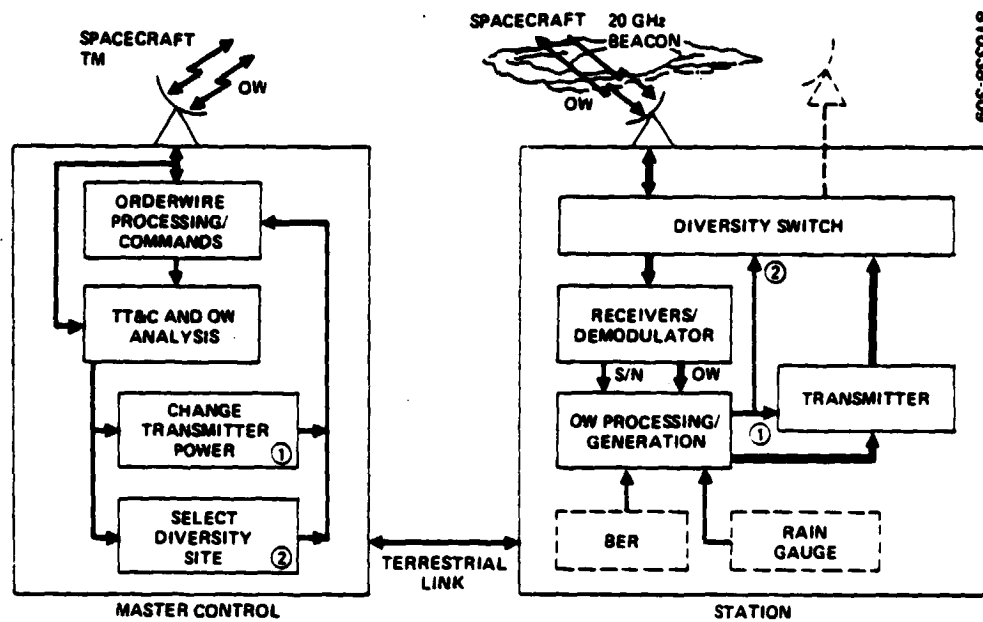 SPACECRAFT
TM
OW
ORDERWIRE
PROCESSING/
COMMANDS
TT&C AND OW
ANALYSIS
CHANGE
TRANSMITTER
POWER
①
SELECT
DIVERSITY
SITE
②
MASTER CONTROL
TERRESTRIAL
LINK
SPACECRAFT
20 GHz
BEACON
OW
DIVERSITY SWITCH
②
RECEIVERS/
DEMODULATOR
S/N
OW
OW PROCESSING/
GENERATION
①
TRANSMITTER
BER
RAIN
GAUGE
STATION